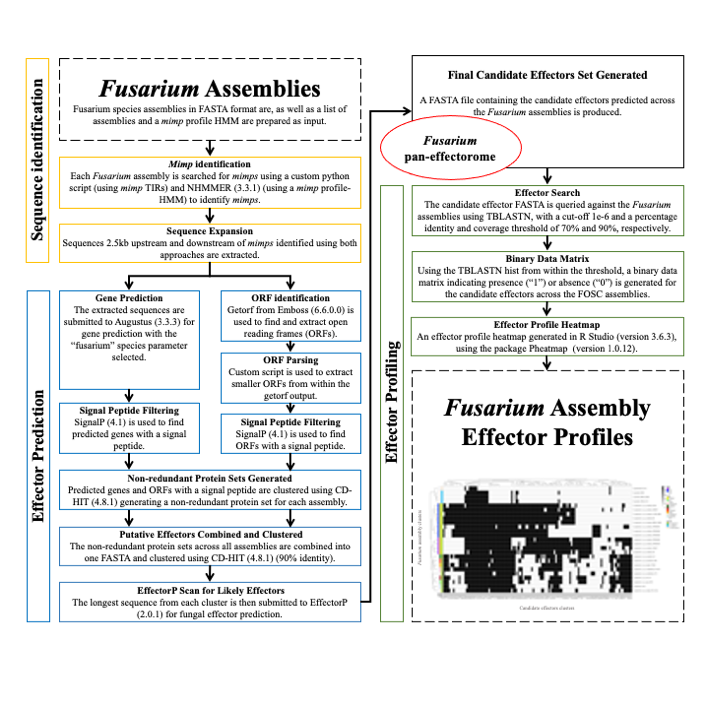 Sequence identification
Fusarium Assemblies
Fusarium species assemblies in FASTA format are, as well as a list of
assemblies and a mimp profile HMM are prepared as input.
Mimp identification
Each Fusarium assembly is searched for mimps using a custom python
script (using mimp TIRs) and NHMMER (3.3.1) (using a mimp profile-
HMM) to identify mimps.
Sequence Expansion
Sequences 2.5kb upstream and downstream of mimps identified using both
approaches are extracted.
Effector Prediction
Gene Prediction
The extracted sequences are
submitted to Augustus (3.3.3) for
gene prediction with the
“fusarium” species parameter
selected.
ORF identification
Getorf from Emboss (6.6.0.0) is
used to find and extract open
reading frames (ORFs).
ORF Parsing
Custom script is used to extract
smaller ORFs from within the
getorf output.
Signal Peptide Filtering
SignalP (4.1) is used to find
predicted genes with a signal
peptide.
Signal Peptide Filtering
SignalP (4.1) is used to find
ORFs with a signal peptide.
Non-redundant Protein Sets Generated
Predicted genes and ORFs with a signal peptide are clustered using CD-
HIT (4.8.1) generating a non-redundant protein set for each assembly.
Putative Effectors Combined and Clustered
The non-redundant protein sets across all assemblies are combined into
one FASTA and clustered using CD-HIT (4.8.1) (90% identity).
EffectorP Scan for Likely Effectors
The longest sequence from each cluster is then submitted to EffectorP
(2.0.1) for fungal effector prediction.
Final Candidate Effectors Set Generated
A FASTA file containing the candidate effectors predicted across
the Fusarium assemblies is produced.
Fusarium
pan-effectorome
Effector Profiling
Effector Search
The candidate effector FASTA is queried against the Fusarium
assemblies using TBLASTN, with a cut-off 1e-6 and a percentage
identity and coverage threshold of 70% and 90%, respectively.
Binary Data Matrix
Using the TBLASTN hist from within the threshold, a binary data
matrix indicating presence (“1”) or absence (“0”) is generated for
the candidate effectors across the FOSC assemblies.
Effector Profile Heatmap
An effector profile heatmap generated in R Studio (version 3.6.3),
using the package Pheatmap (version 1.0.12).
Fusarium Assembly
Effector Profiles
Fusarium assembly clusters
Candidate effectors clusters